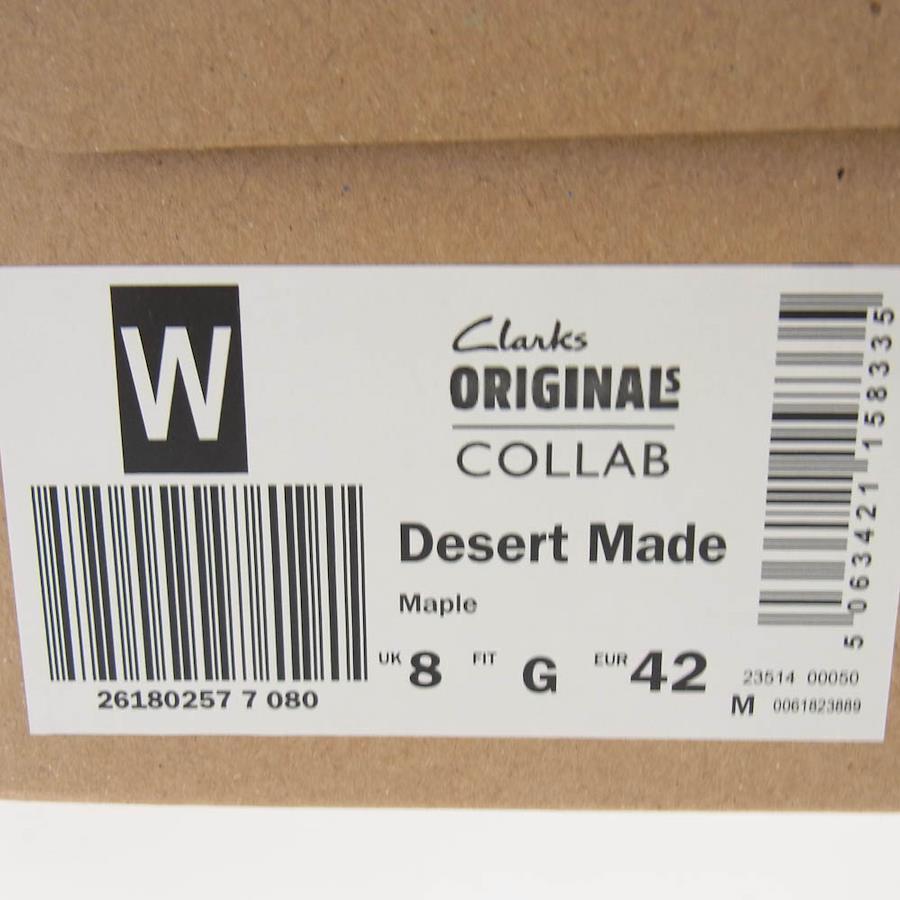 W
Clarks
ORIGINALS
COLLAB
Desert Made
Maple
UK 8 FIT G EUR 42
26180257 7 080
23514 00050
M 0061823889
5 063421 158335